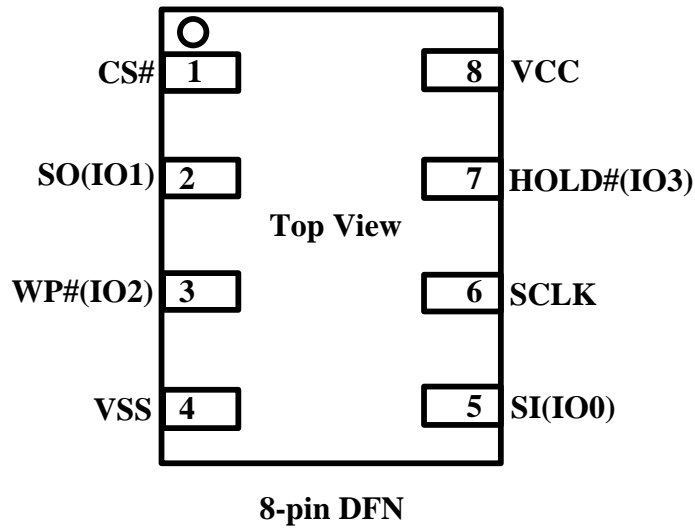 CS# 1 8 VCC
SO(IO1) 2 7 HOLD#(IO3)
Top View
WP#(IO2) 3 6 SCLK
VSS 4 5 SI(IO0)
8-pin DFN